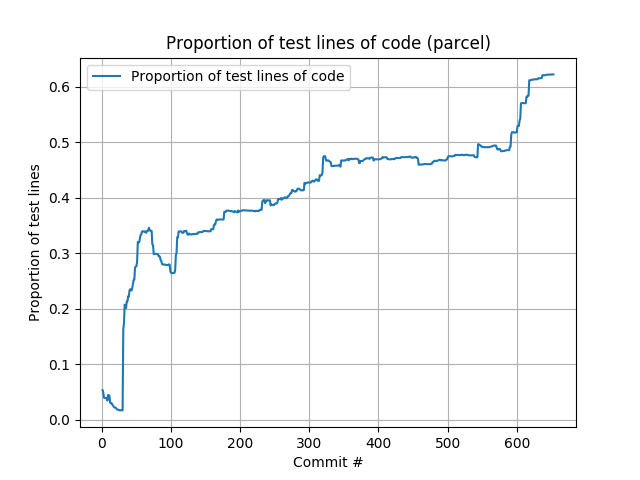 Proportion of test lines of code (parcel)
Proportion of test lines of code
Proportion of test lines
0.6
0.5
0.4
0.3
0.2
0.1
0.0
0 100 200 300 400 500 600
Commit #